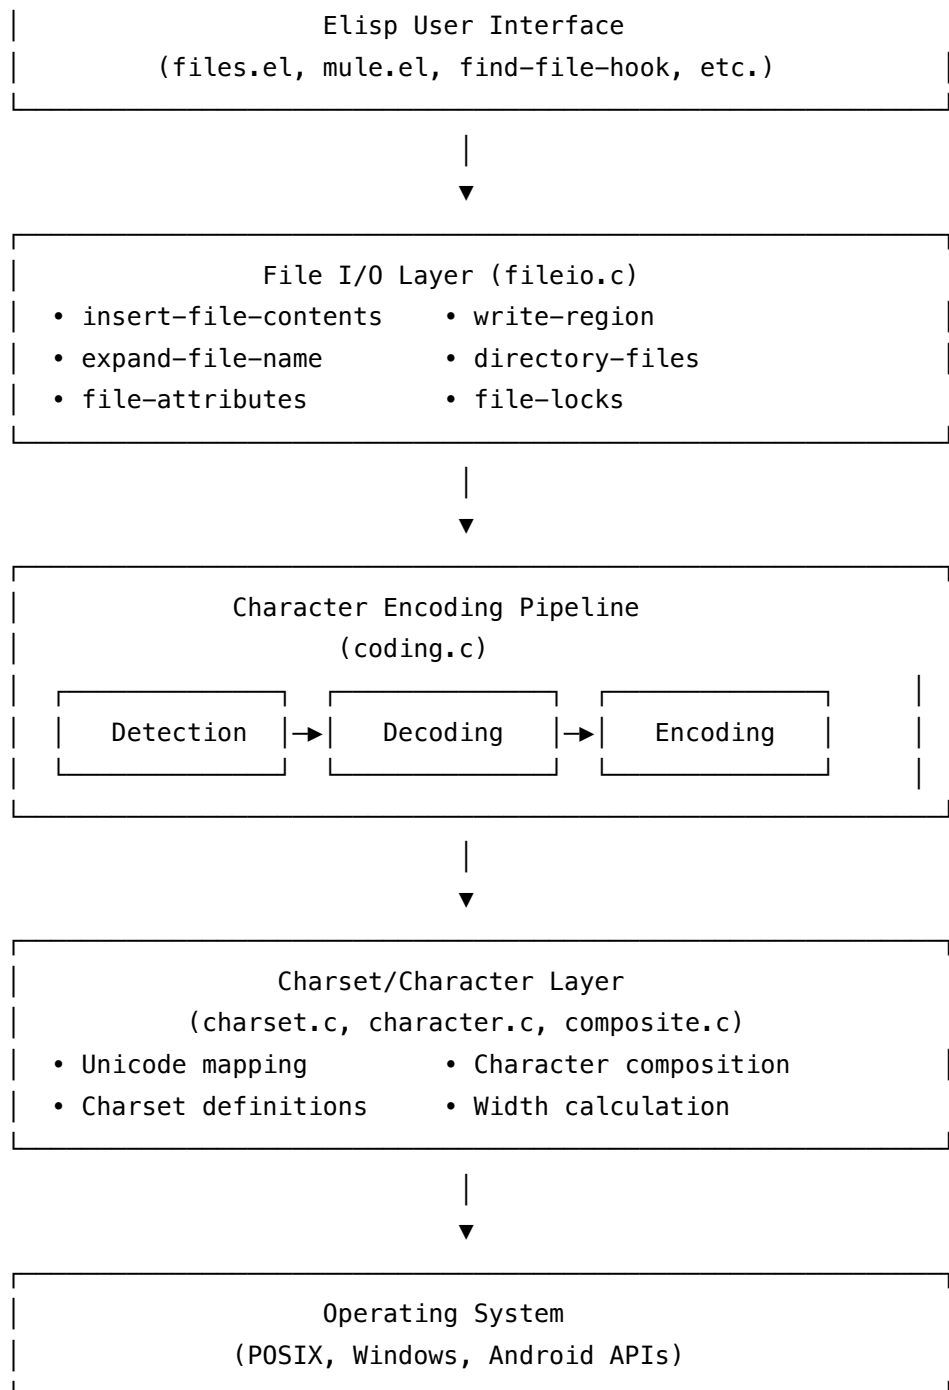 Elisp User Interface
(files.el, mule.el, find-file-hook, etc.)
File I/O Layer (fileio.c)
• insert-file-contents • write-region
• expand-file-name • directory-files
• file-attributes • file-locks
Character Encoding Pipeline
(coding.c)
Detection Decoding Encoding
Charset/Character Layer
(charset.c, character.c, composite.c)
• Unicode mapping • Character composition
• Charset definitions • Width calculation
Operating System
(POSIX, Windows, Android APIs)